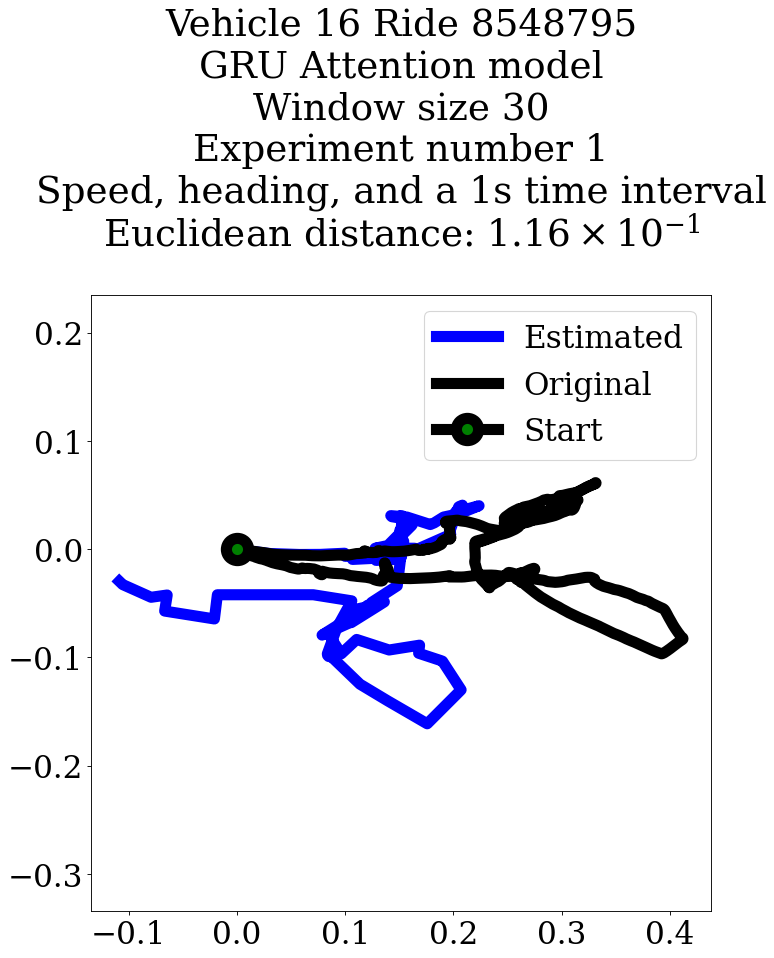 Vehicle 16 Ride 8548795
GRU Attention model
Window size 30
Experiment number 1
Speed, heading, and a 1s time interval
Euclidean distance: 1.16 × 10⁻¹
Estimated
Original
Start
0.2
0.1
0.0
−0.1
−0.2
−0.3
−0.1 0.0 0.1 0.2 0.3 0.4